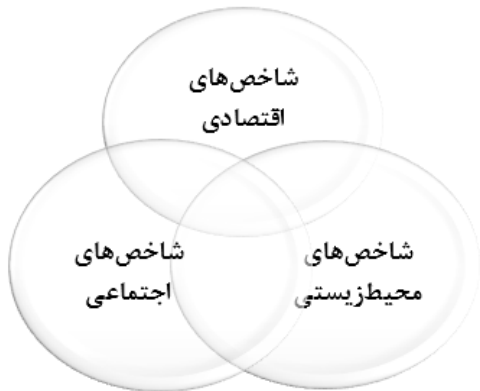 شاخص‌های
اقتصادی
شاخص‌های
محیط‌زیستی
شاخص‌های
اجتماعی